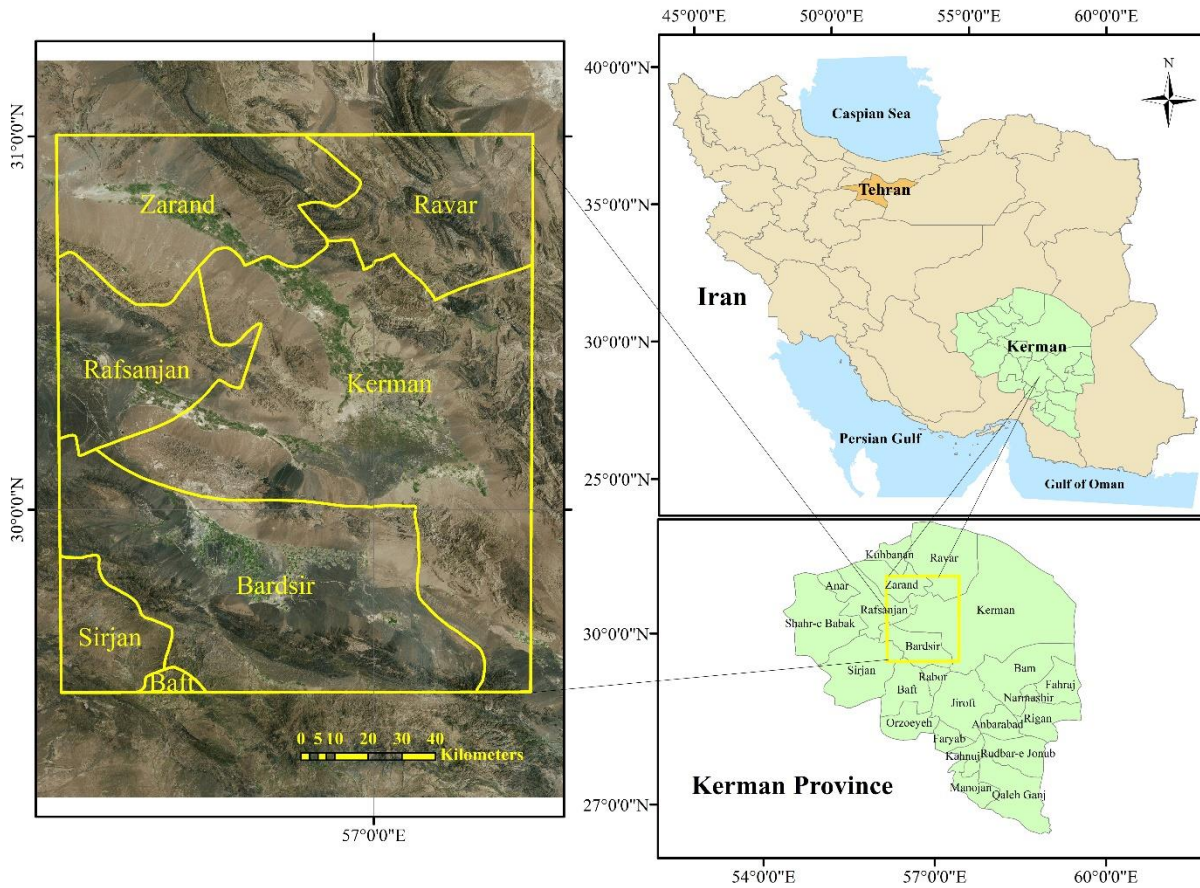 31°0'0"N
30°0'0"N
57°0'0"E
Zarand
Ravar
Rafsanjan
Kerman
Bardsir
Sirjan
Baft
0 5 10 20 30 40
Kilometers
45°0'0"E 50°0'0"E 55°0'0"E 60°0'0"E
40°0'0"N
35°0'0"N
30°0'0"N
25°0'0"N
N
Caspian Sea
Tehran
Iran
Kerman
Persian Gulf
Gulf of Oman
30°0'0"N
27°0'0"N
Kuhbanan
Ravar
Anar
Zarand
Rafsanjan
Kerman
Shahr-e Babak
Bardsir
Sirjan
Bam
Rabor
Fahraj
Baft
Narmashir
Jiroft
Orzoeyeh
Anbarabad
Rigan
Faryab
Kahnuj
Rudbar-e Jonub
Manojan
Qaleh Ganj
Kerman Province
54°0'0"E 57°0'0"E 60°0'0"E